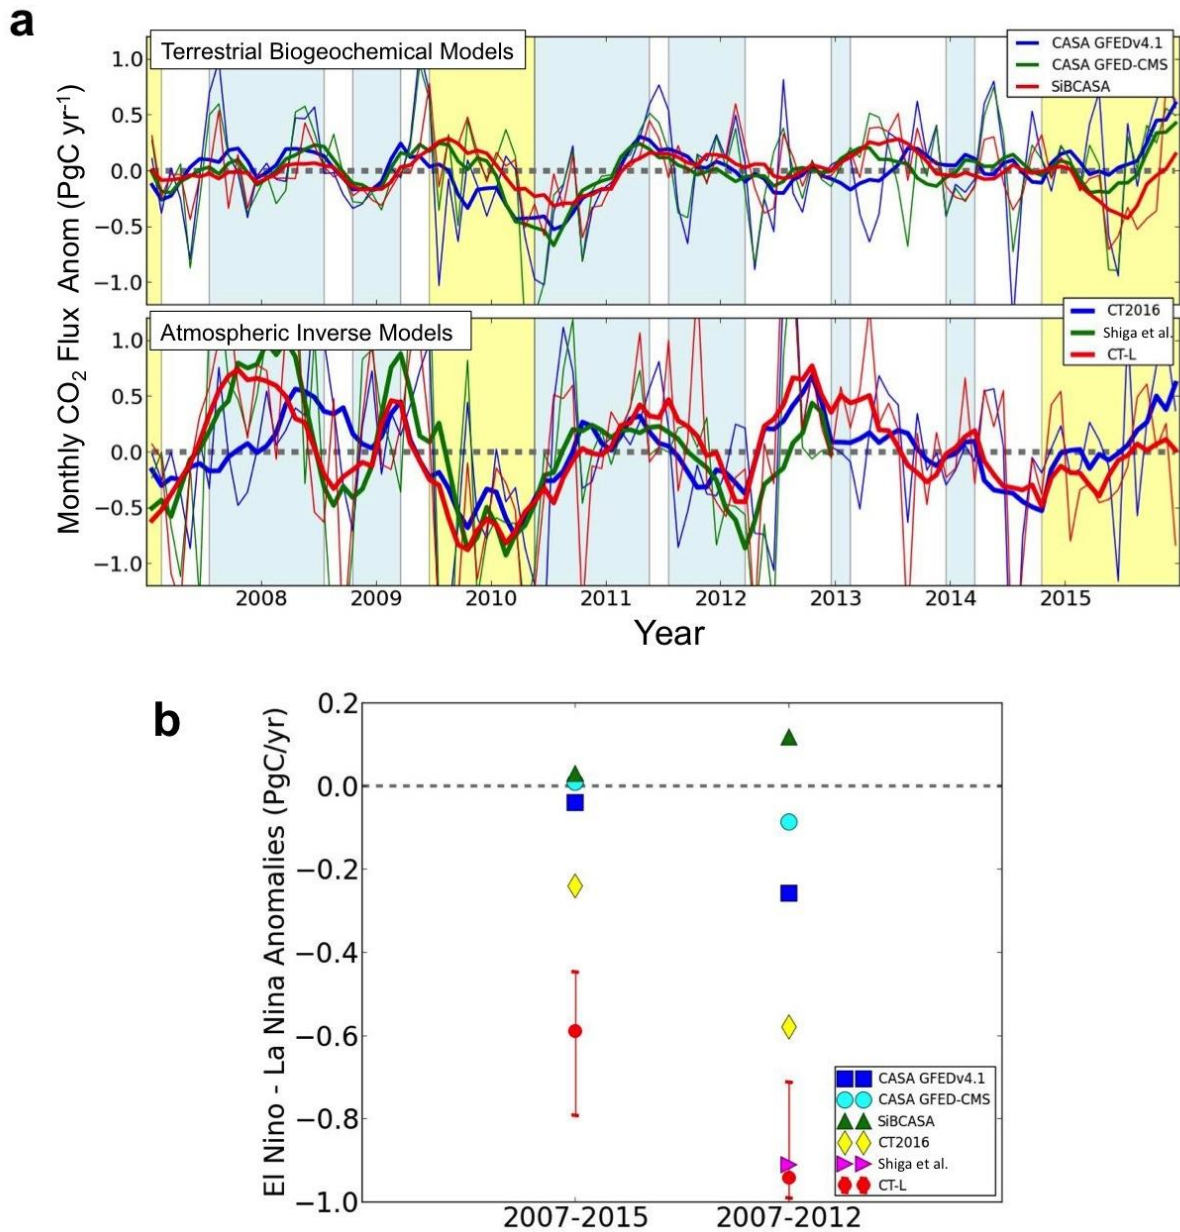 a
Terrestrial Biogeochemical Models
CASA GFEDv4.1
CASA GFED-CMS
SiBCASA
1.0
0.5
0.0
−0.5
−1.0
Monthly CO₂ Flux Anom (PgC yr⁻¹)
Atmospheric Inverse Models
CT2016
Shiga et al.
CT-L
1.0
0.5
0.0
−0.5
−1.0
2008 2009 2010 2011 2012 2013 2014 2015
Year
b
El Nino - La Nina Anomalies (PgC/yr)
0.2
0.0
−0.2
−0.4
−0.6
−0.8
−1.0
CASA GFEDv4.1
CASA GFED-CMS
SiBCASA
CT2016
Shiga et al.
CT-L
2007-2015 2007-2012